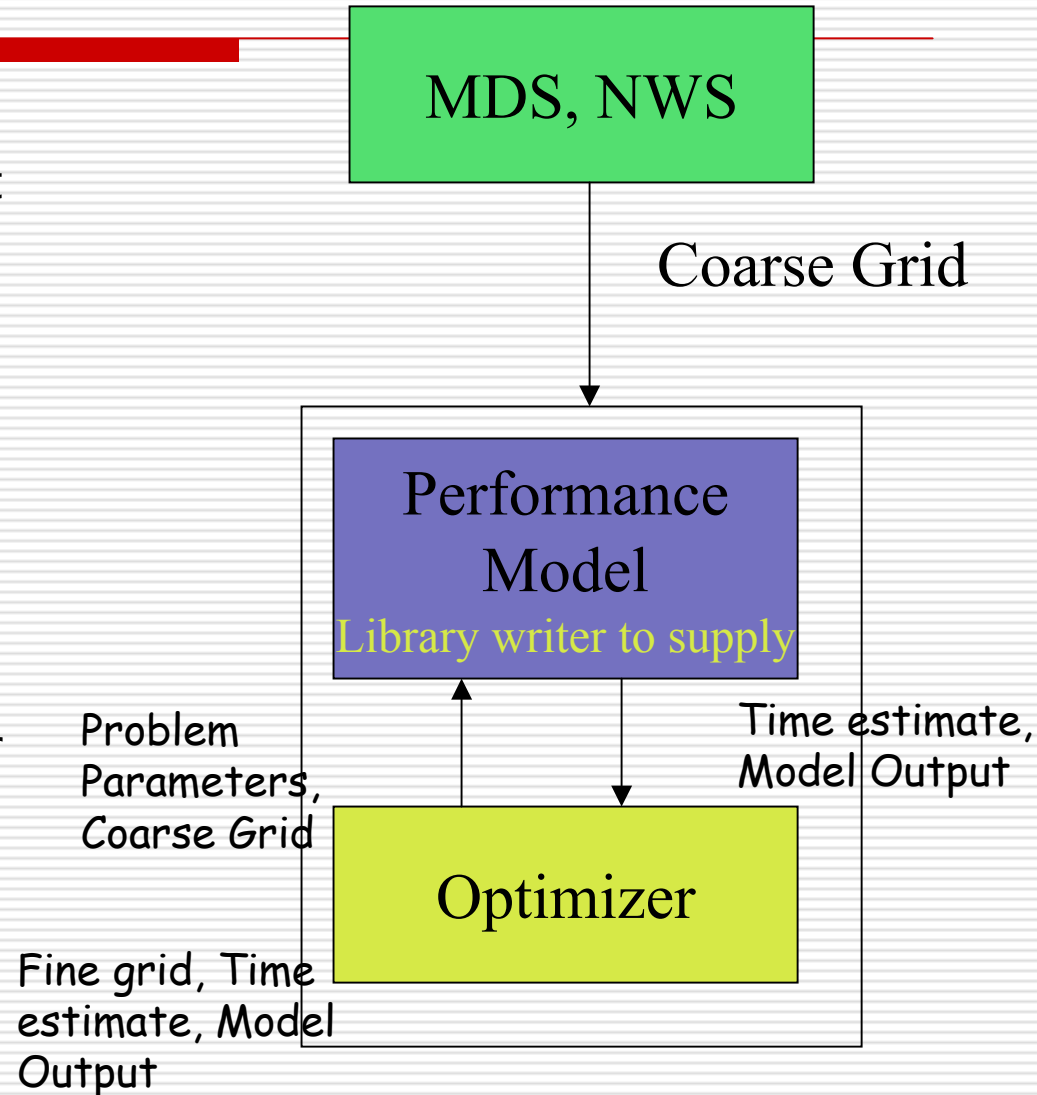 MDS, NWS
Coarse Grid
Performance
Model
Library writer to supply
Problem
Parameters,
Coarse Grid
Time estimate,
Model Output
Optimizer
Fine grid, Time
estimate, Model
Output